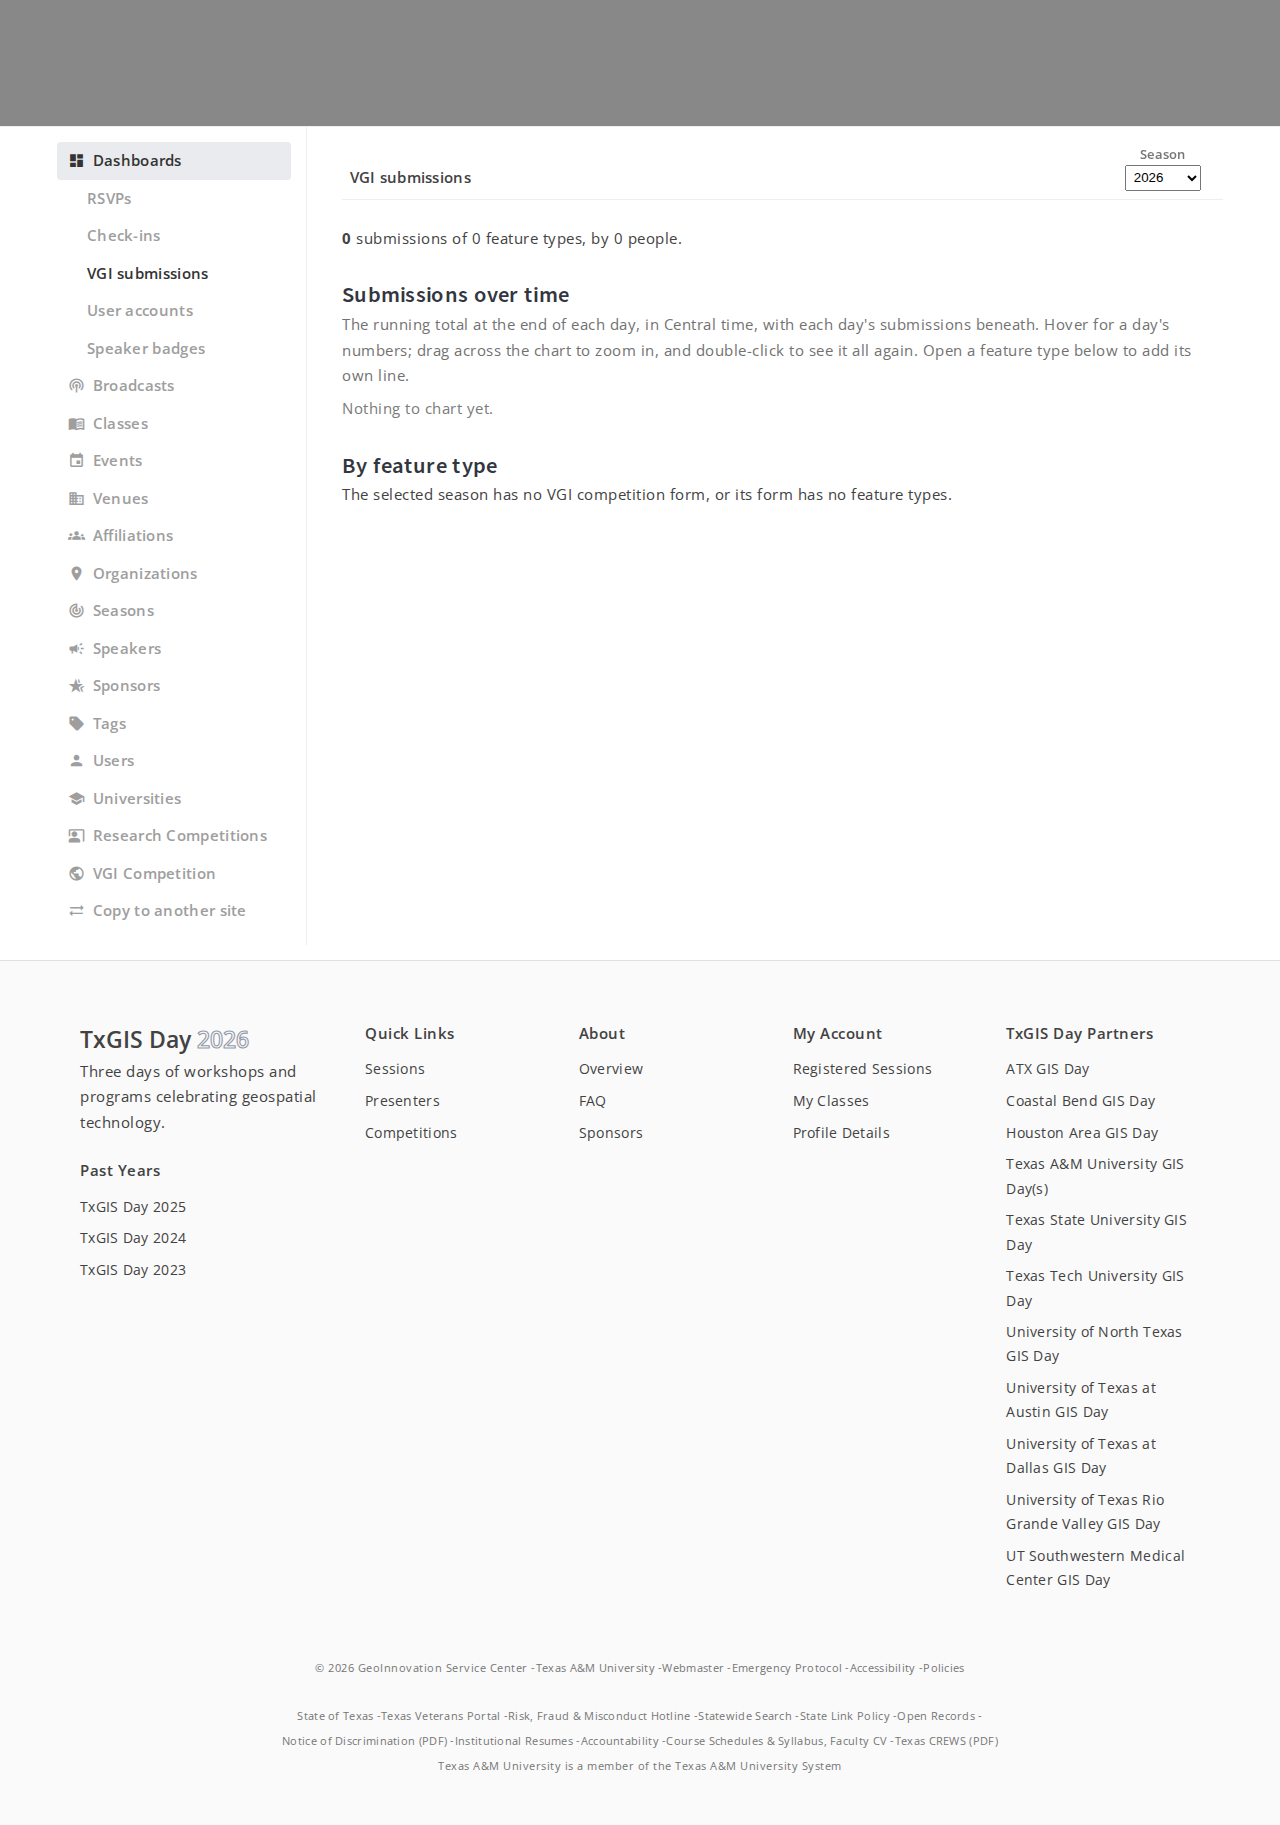 Dashboards
RSVPs
Check-ins
VGI submissions
User accounts
Speaker badges
Broadcasts
Classes
Events
Venues
Affiliations
Organizations
Seasons
Speakers
Sponsors
Tags
Users
Universities
Research Competitions
VGI Competition
Copy to another site
VGI submissions
Season
2026
0 submissions of 0 feature types, by 0 people.
Submissions over time
The running total at the end of each day, in Central time, with each day's submissions beneath. Hover for a day's
numbers; drag across the chart to zoom in, and double-click to see it all again. Open a feature type below to add its
own line.
Nothing to chart yet.
By feature type
The selected season has no VGI competition form, or its form has no feature types.
TxGIS Day 2026
Three days of workshops and
programs celebrating geospatial
technology.
Past Years
TxGIS Day 2025
TxGIS Day 2024
TxGIS Day 2023
Quick Links
Sessions
Presenters
Competitions
About
Overview
FAQ
Sponsors
My Account
Registered Sessions
My Classes
Profile Details
TxGIS Day Partners
ATX GIS Day
Coastal Bend GIS Day
Houston Area GIS Day
Texas A&M University GIS
Day(s)
Texas State University GIS
Day
Texas Tech University GIS
Day
University of North Texas
GIS Day
University of Texas at
Austin GIS Day
University of Texas at
Dallas GIS Day
University of Texas Rio
Grande Valley GIS Day
UT Southwestern Medical
Center GIS Day
© 2026 GeoInnovation Service Center -Texas A&M University -Webmaster -Emergency Protocol -Accessibility -Policies
State of Texas -Texas Veterans Portal -Risk, Fraud & Misconduct Hotline -Statewide Search -State Link Policy -Open Records -
Notice of Discrimination (PDF) -Institutional Resumes -Accountability -Course Schedules & Syllabus, Faculty CV -Texas CREWS (PDF)
Texas A&M University is a member of the Texas A&M University System